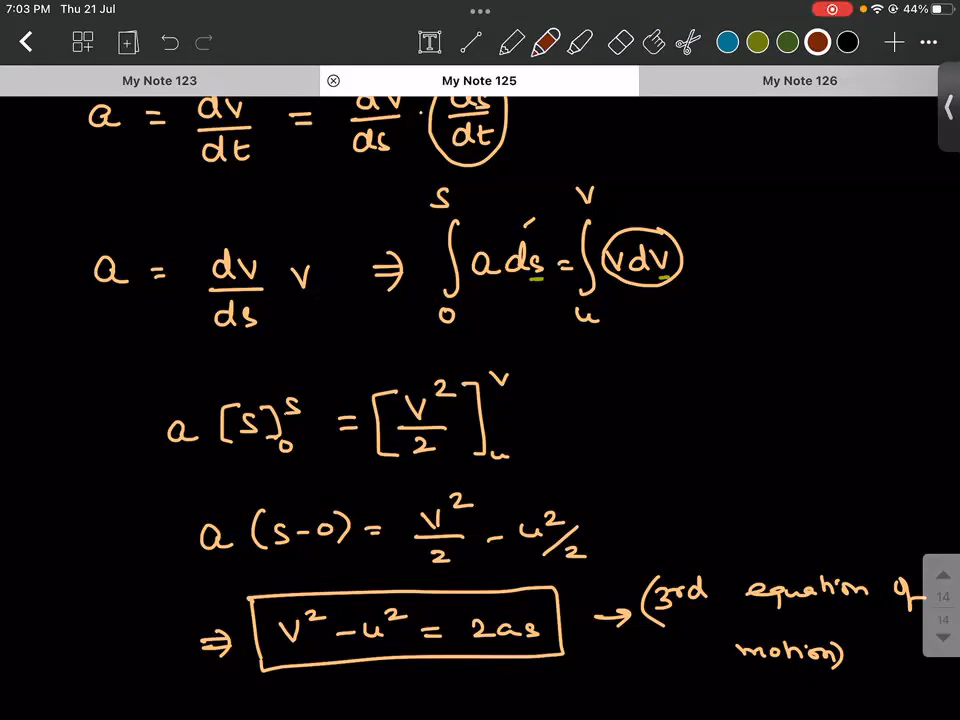 7:03 PM Thu 21 Jul 44%
My Note 123 My Note 125 My Note 126
a = dv/dt = dv/ds · ds/dt
a = dv/ds v ⇒ ∫₀ˢ a ds = ∫ᵤᵛ vdv
a [s]₀ˢ = [v²/2]ᵤᵛ
a (s-0) = v²/2 - u²/2
⇒ v² - u² = 2as → (3rd equation of
motion)
14
14